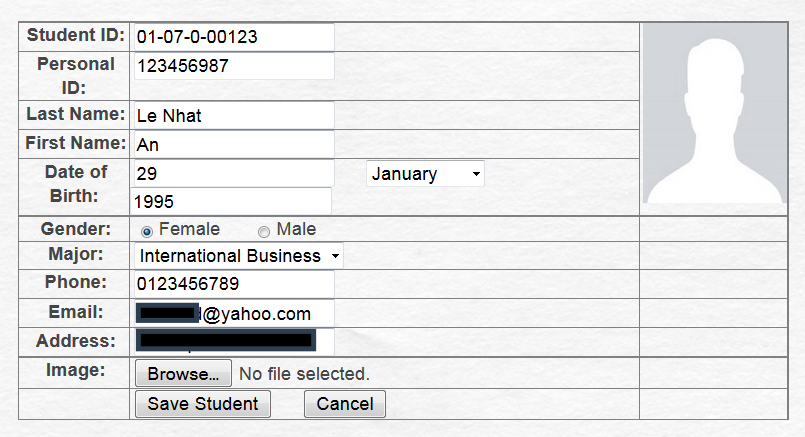 Student ID: 01-07-0-00123
Personal 123456987
ID:
Last Name: Le Nhat
First Name: An
Date of 29 January
Birth: 1995
Gender: Female Male
Major: International Business
Phone: 0123456789
Email: @yahoo.com
Address:
Image: Browse... No file selected.
Save Student Cancel